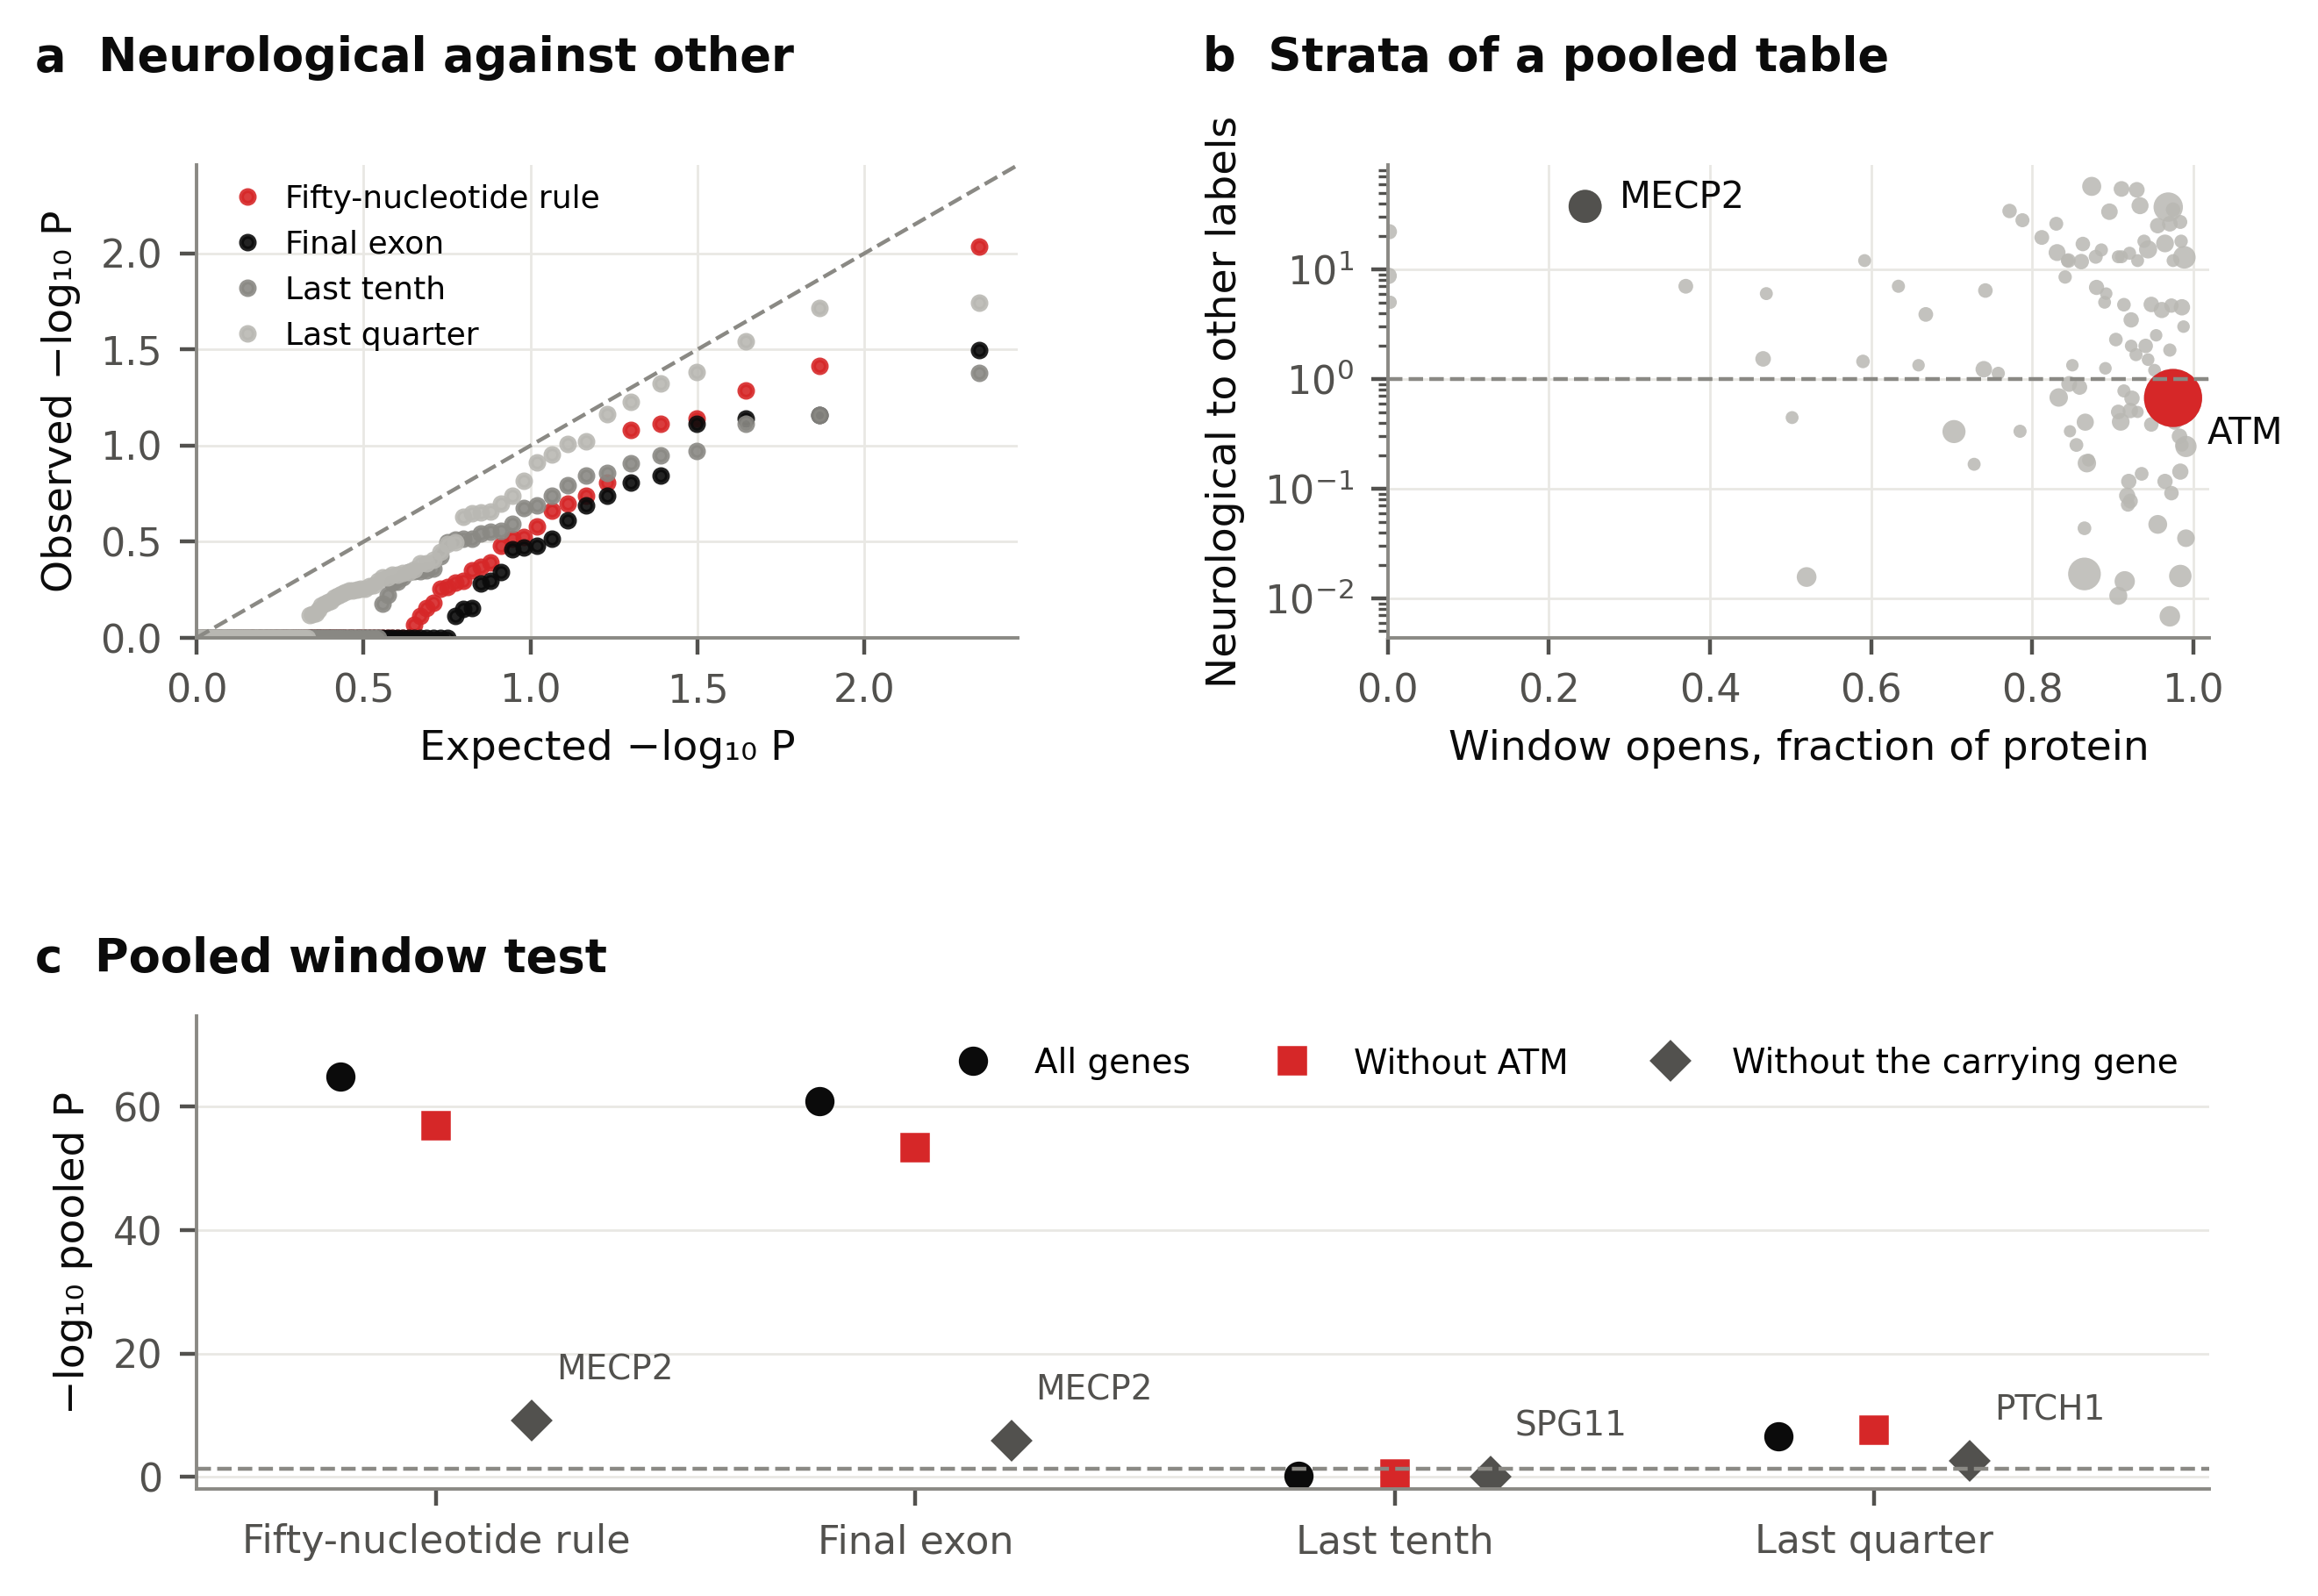 a Neurological against other
Observed −log₁₀ P
2.0
1.5
1.0
0.5
0.0
Fifty-nucleotide rule
Final exon
Last tenth
Last quarter
0.0 0.5 1.0 1.5 2.0
Expected −log₁₀ P
b Strata of a pooled table
Neurological to other labels
10¹
10⁰
10⁻¹
10⁻²
MECP2
ATM
0.0 0.2 0.4 0.6 0.8 1.0
Window opens, fraction of protein
c Pooled window test
−log₁₀ pooled P
60
40
20
0
All genes Without ATM Without the carrying gene
MECP2
MECP2
SPG11
PTCH1
Fifty-nucleotide rule Final exon Last tenth Last quarter